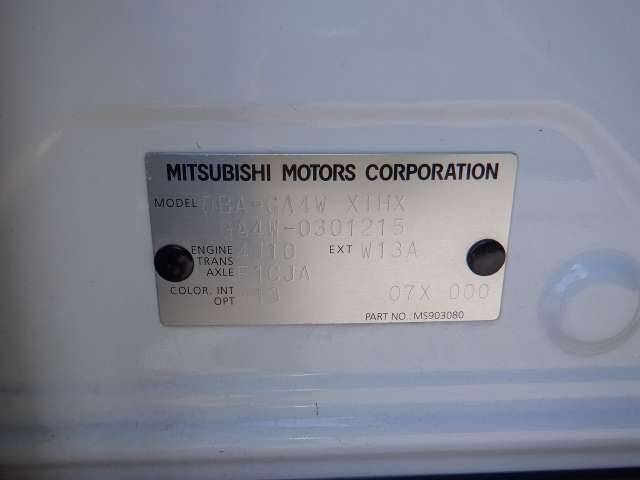 MITSUBISHI MOTORS CORPORATION
MODEL DBA-GA4W XTHX
GA4W-0301215
ENGINE 4J10 EXT W13A
TRANS
AXLE F1CJA
COLOR. INT
OPT 07X 000
PART NO. MS903080